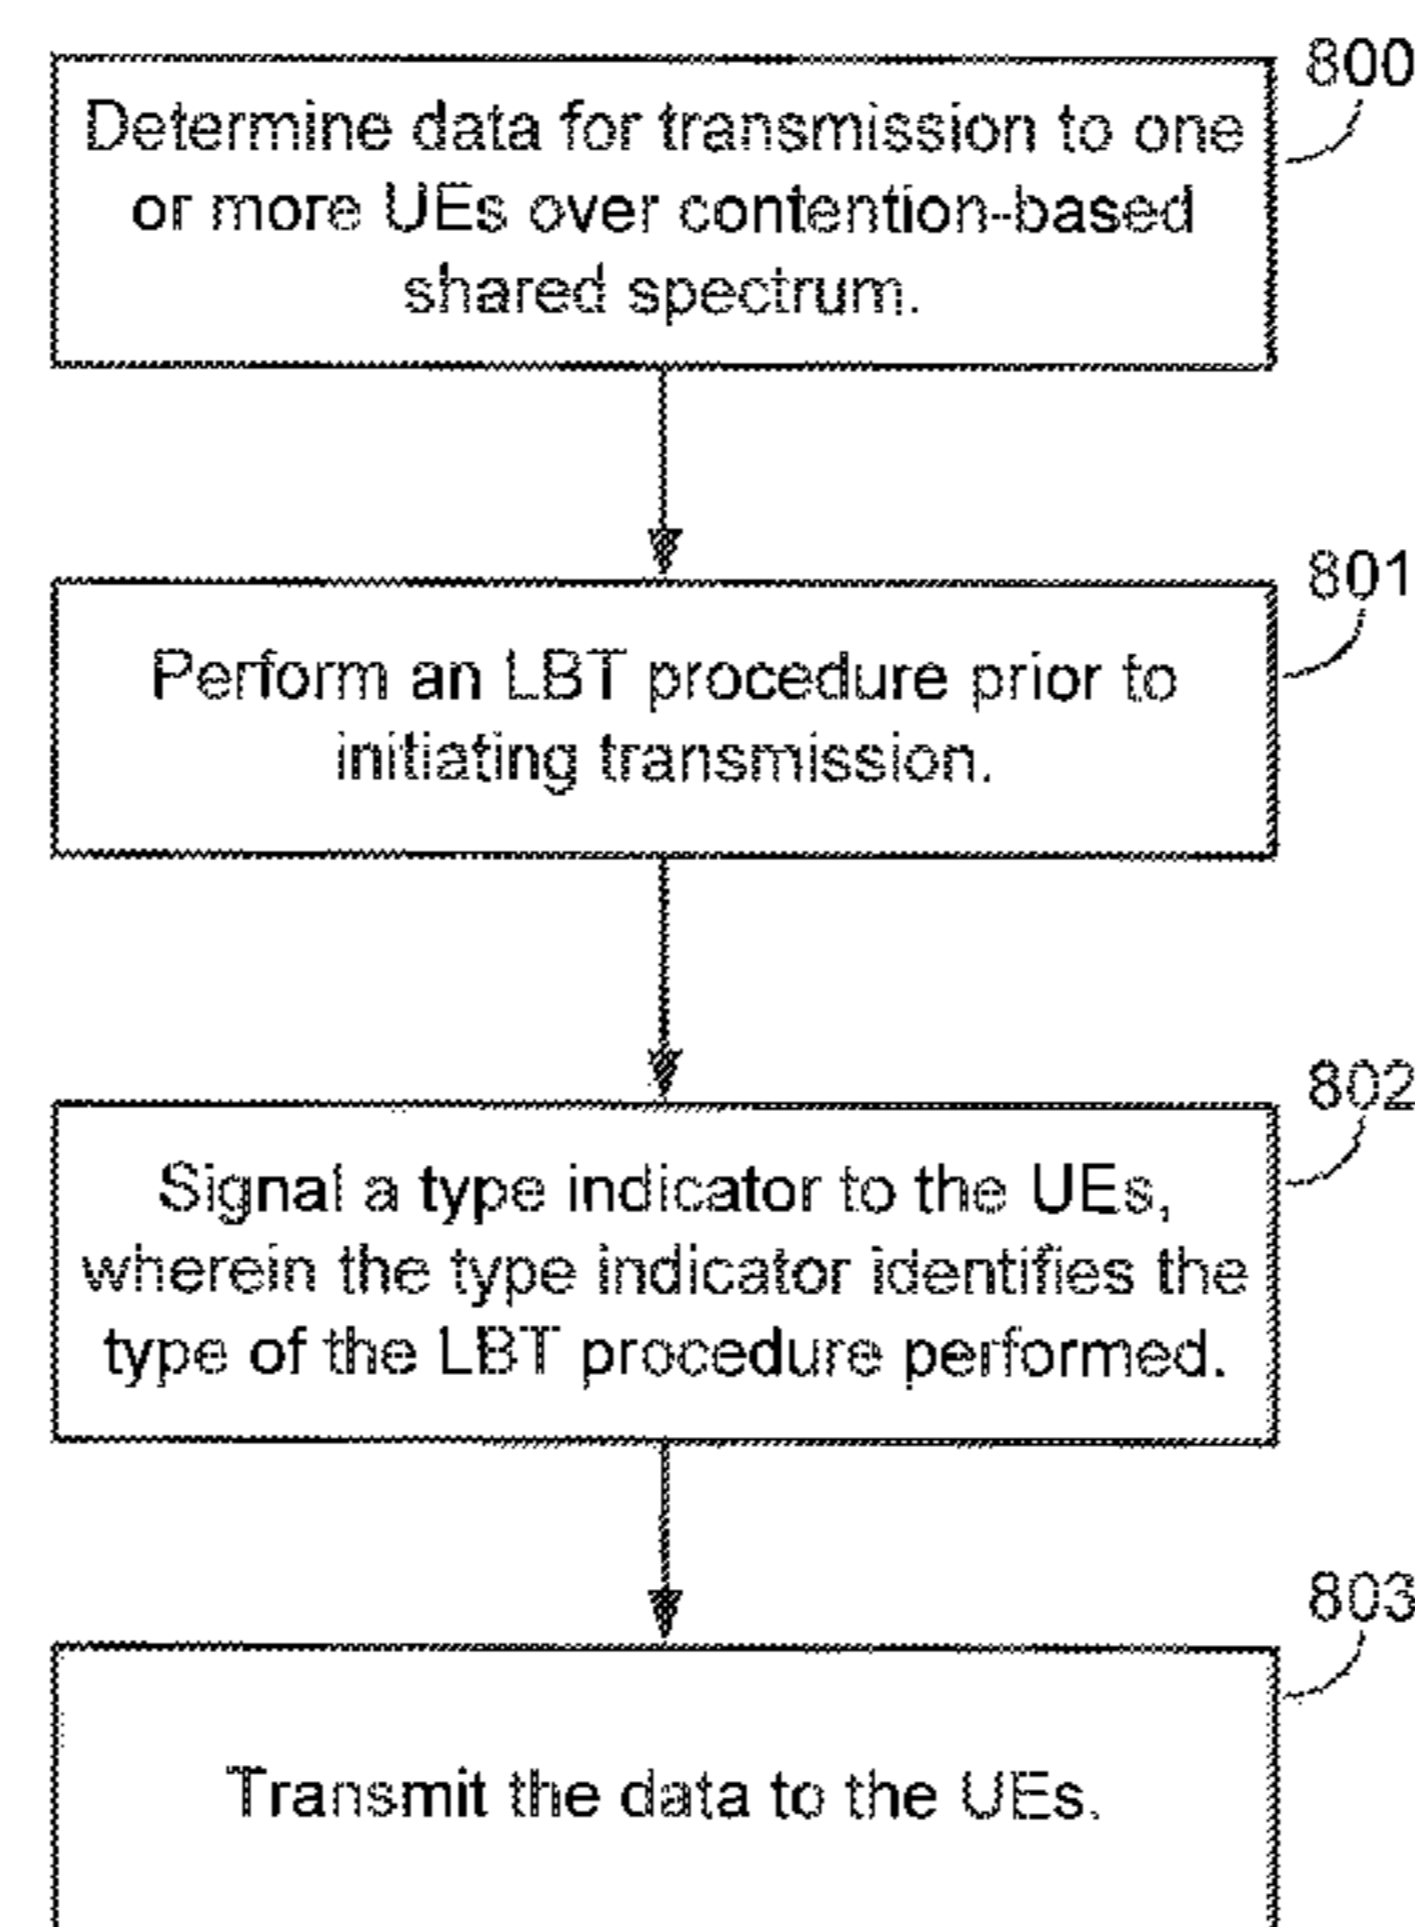 800
Determine data for transmission to one
or more UEs over contention-based
shared spectrum.
801
Perform an LBT procedure prior to
initiating transmission.
802
Signal a type indicator to the UEs,
wherein the type indicator identifies the
type of the LBT procedure performed.
803
Transmit the data to the UEs.